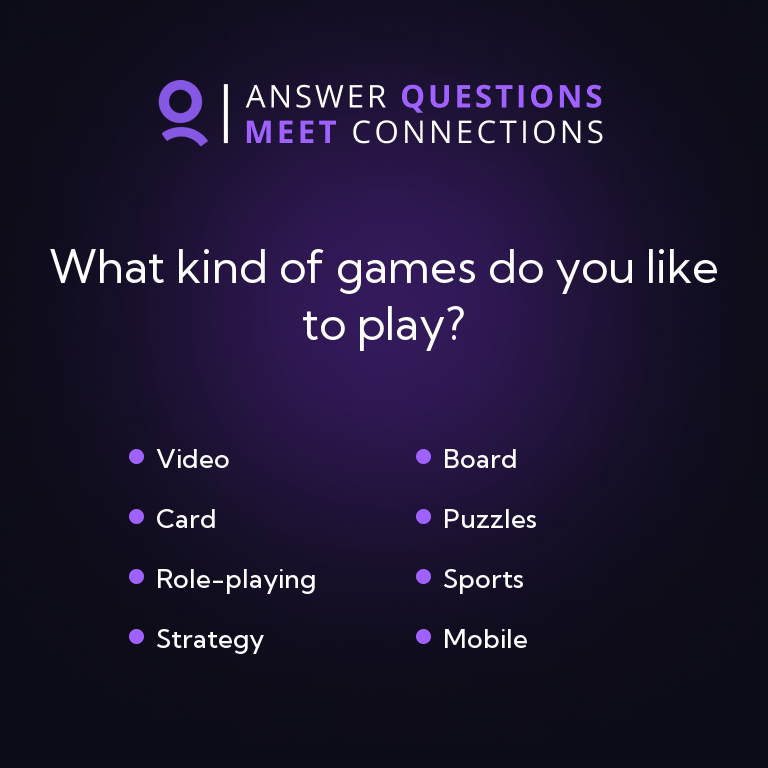 ANSWER QUESTIONS
MEET CONNECTIONS
What kind of games do you like
to play?
Video
Card
Role-playing
Strategy
Board
Puzzles
Sports
Mobile